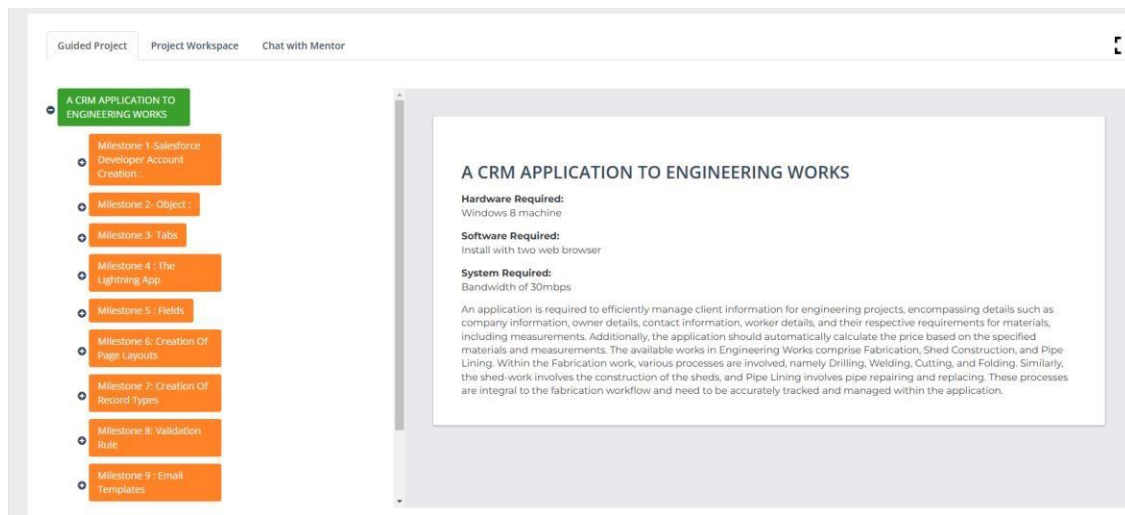 Guided Project Project Workspace Chat with Mentor
A CRM APPLICATION TO
ENGINEERING WORKS
Milestone 1-Salesforce
Developer Account
Creation :
Milestone 2- Object :
Milestone 3- Tabs
Milestone 4 : The
Lightning App
Milestone 5 : Fields
Milestone 6: Creation Of
Page Layouts
Milestone 7: Creation Of
Record Types
Milestone 8: Validation
Rule
Milestone 9 : Email
Templates
A CRM APPLICATION TO ENGINEERING WORKS
Hardware Required:
Windows 8 machine
Software Required:
Install with two web browser
System Required:
Bandwidth of 30mbps
An application is required to efficiently manage client information for engineering projects, encompassing details such as
company information, owner details, contact information, worker details, and their respective requirements for materials,
including measurements. Additionally, the application should automatically calculate the price based on the specified
materials and measurements. The available works in Engineering Works comprise Fabrication, Shed Construction, and Pipe
Lining. Within the Fabrication work, various processes are involved, namely Drilling, Welding, Cutting, and Folding. Similarly,
the shed-work involves the construction of the sheds, and Pipe Lining involves pipe repairing and replacing. These processes
are integral to the fabrication workflow and need to be accurately tracked and managed within the application.